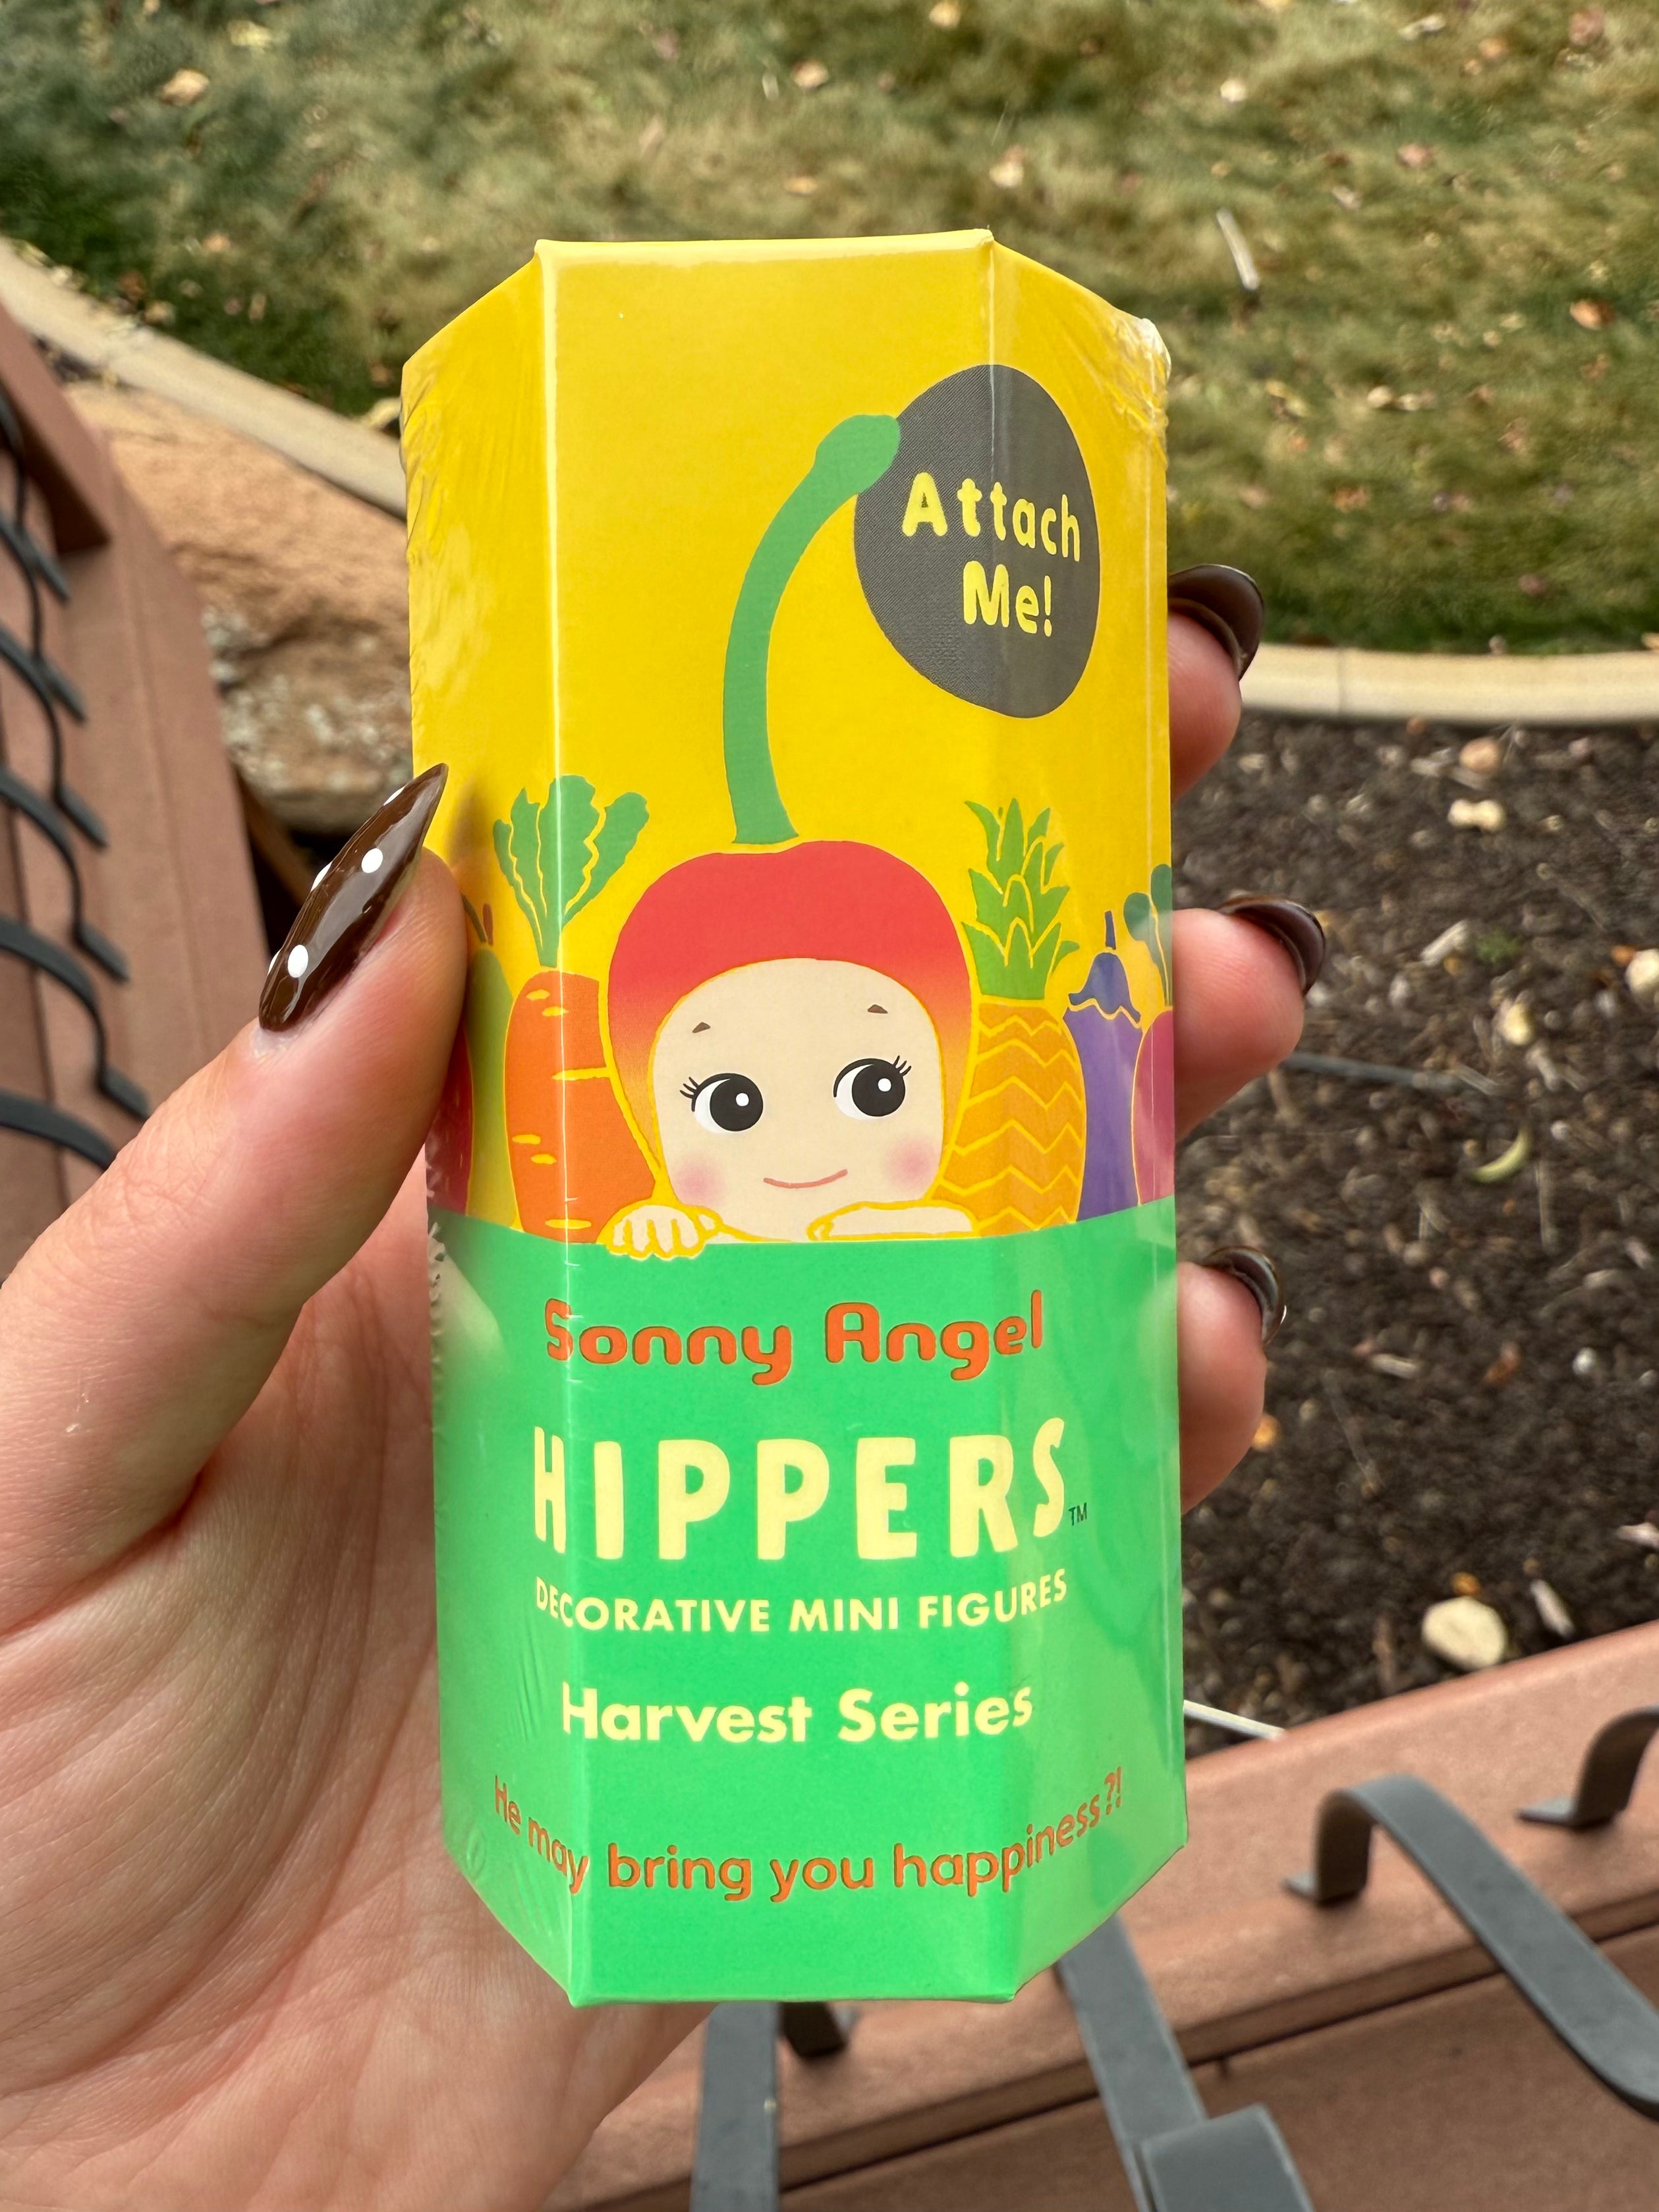 Attach
Me!
Sonny Angel
HIPPERS™
DECORATIVE MINI FIGURES
Harvest Series
He may bring you happiness?!